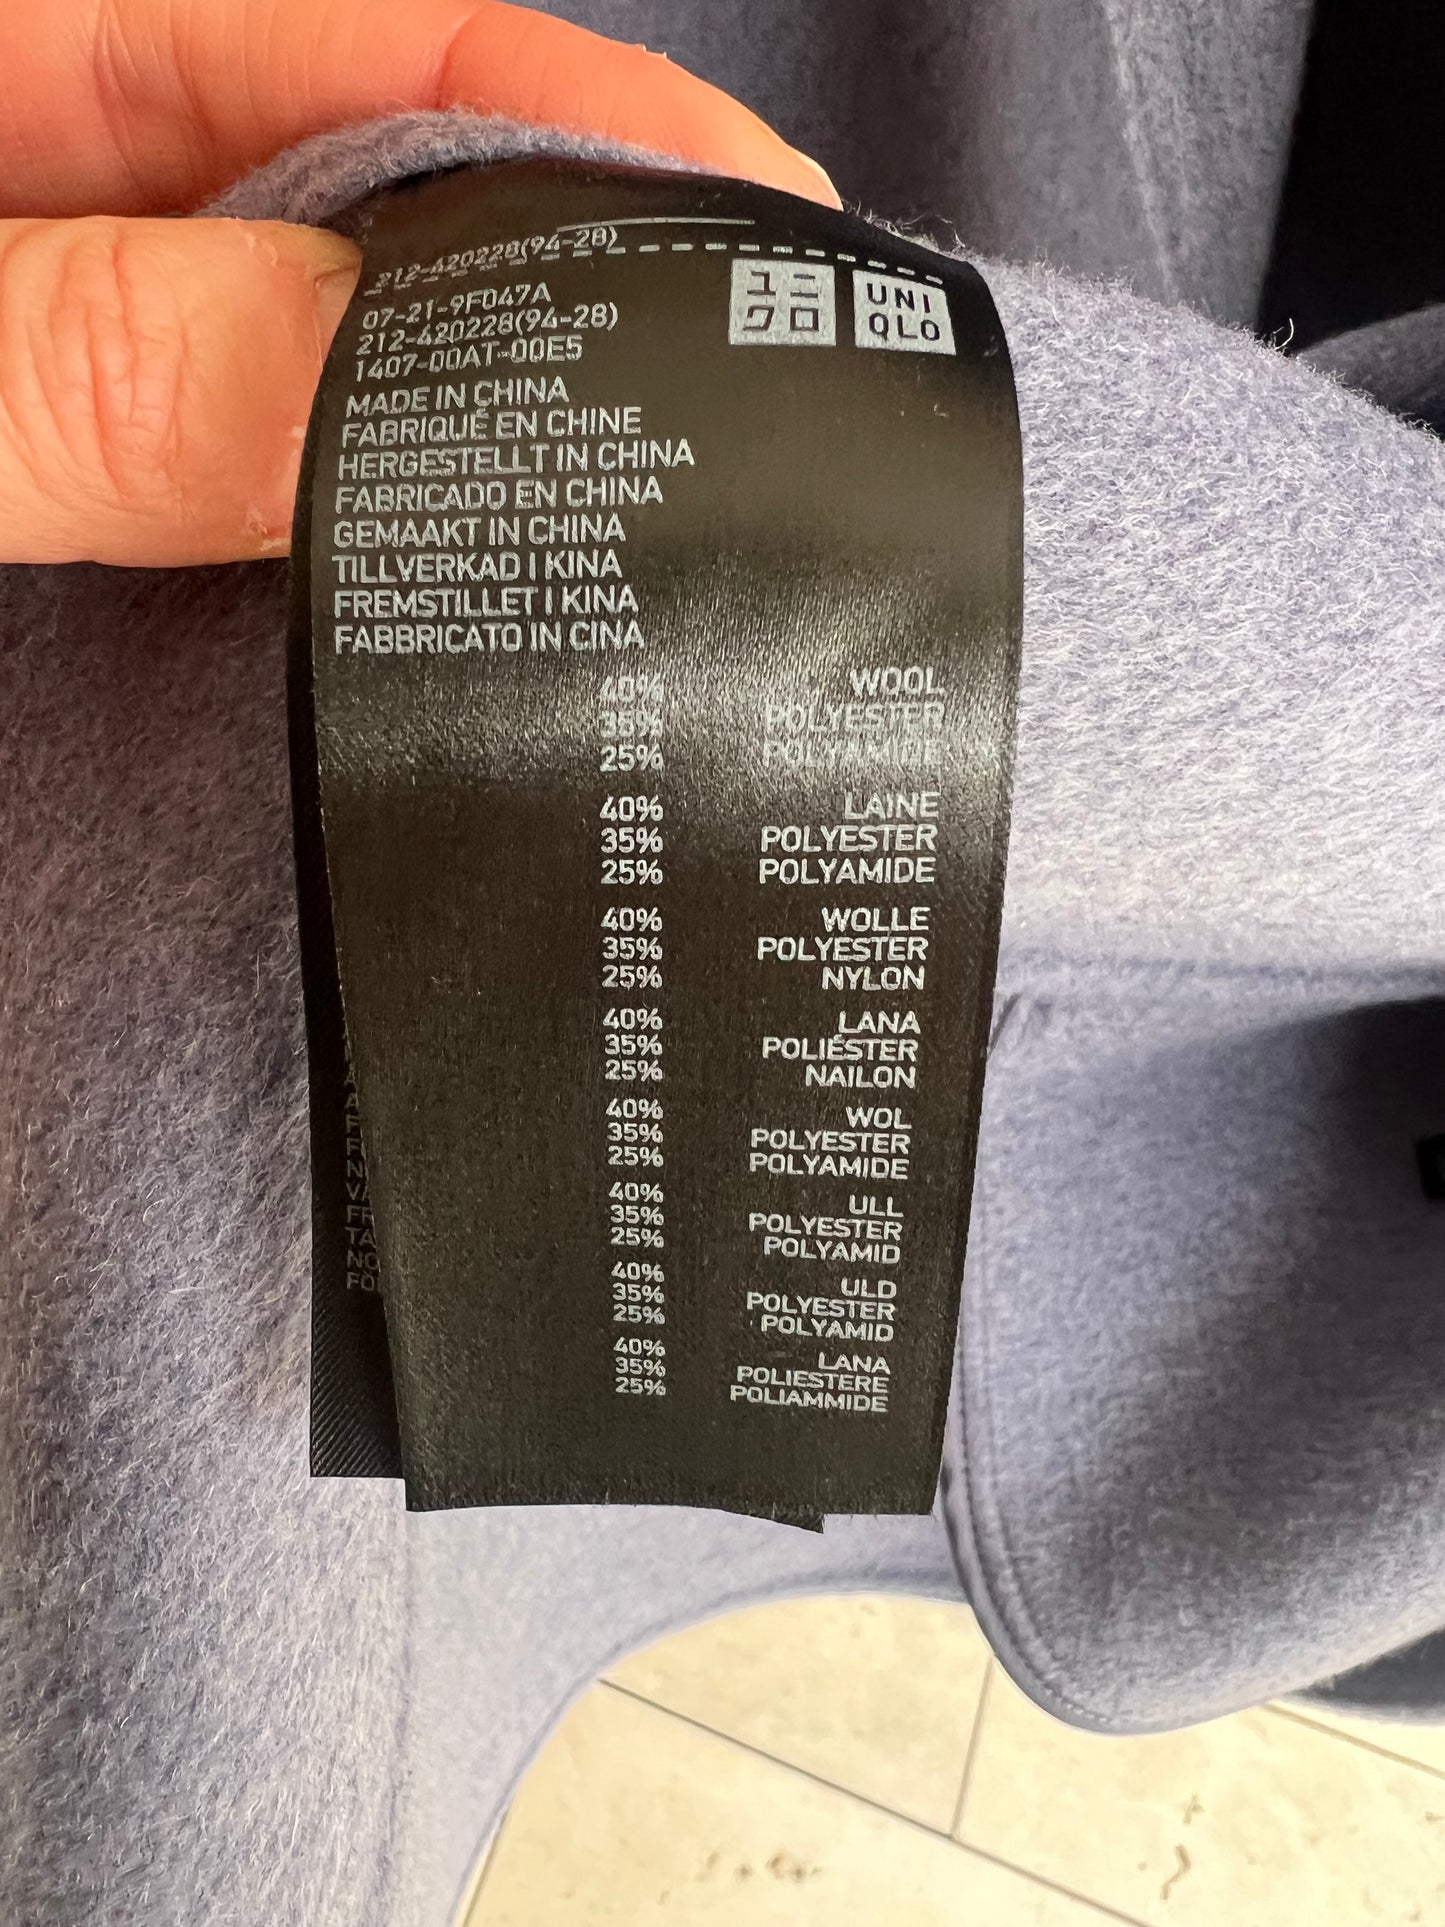 212-420228(94-28)
ユニ
クロ
UNI
QLO
07-21-9F047A
212-420228(94-28)
1407-00AT-00E5
MADE IN CHINA
FABRIQUÉ EN CHINE
HERGESTELLT IN CHINA
FABRICADO EN CHINA
GEMAAKT IN CHINA
TILLVERKAD I KINA
FREMSTILLET I KINA
FABBRICATO IN CINA
40% WOOL
35% POLYESTER
25% POLYAMIDE
40% LAINE
35% POLYESTER
25% POLYAMIDE
40% WOLLE
35% POLYESTER
25% NYLON
40% LANA
35% POLIÉSTER
25% NAILON
40% WOL
35% POLYESTER
25% POLYAMIDE
40% ULL
35% POLYESTER
25% POLYAMID
40% ULD
35% POLYESTER
25% POLYAMID
40% LANA
35% POLIESTERE
25% POLIAMMIDE